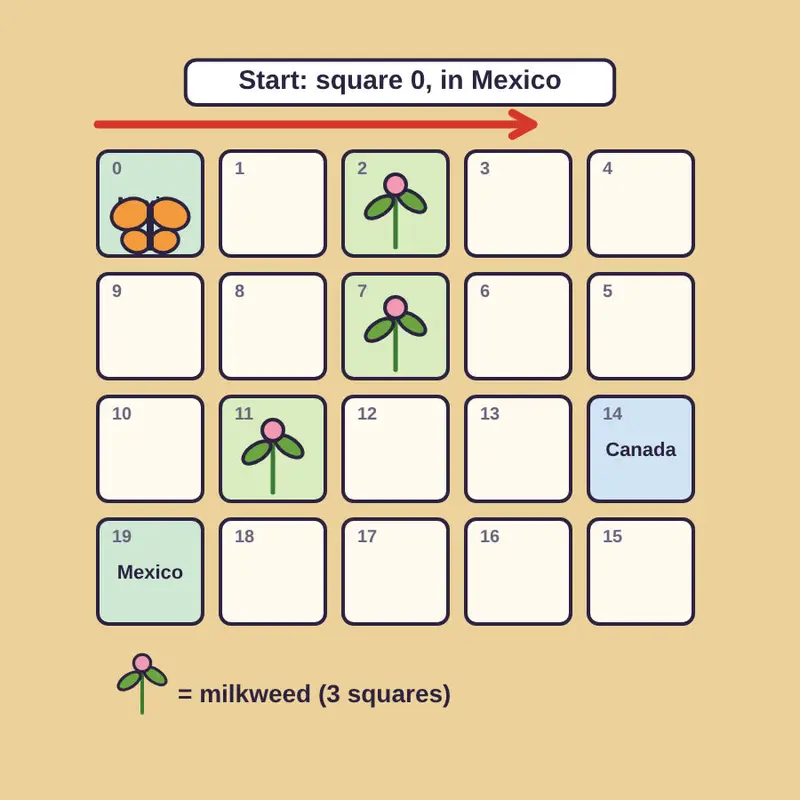 Start: square 0, in Mexico
0 1 2 3 4
9 8 7 6 5
10 11 12 13 14
Canada
19 18 17 16 15
Mexico
= milkweed (3 squares)